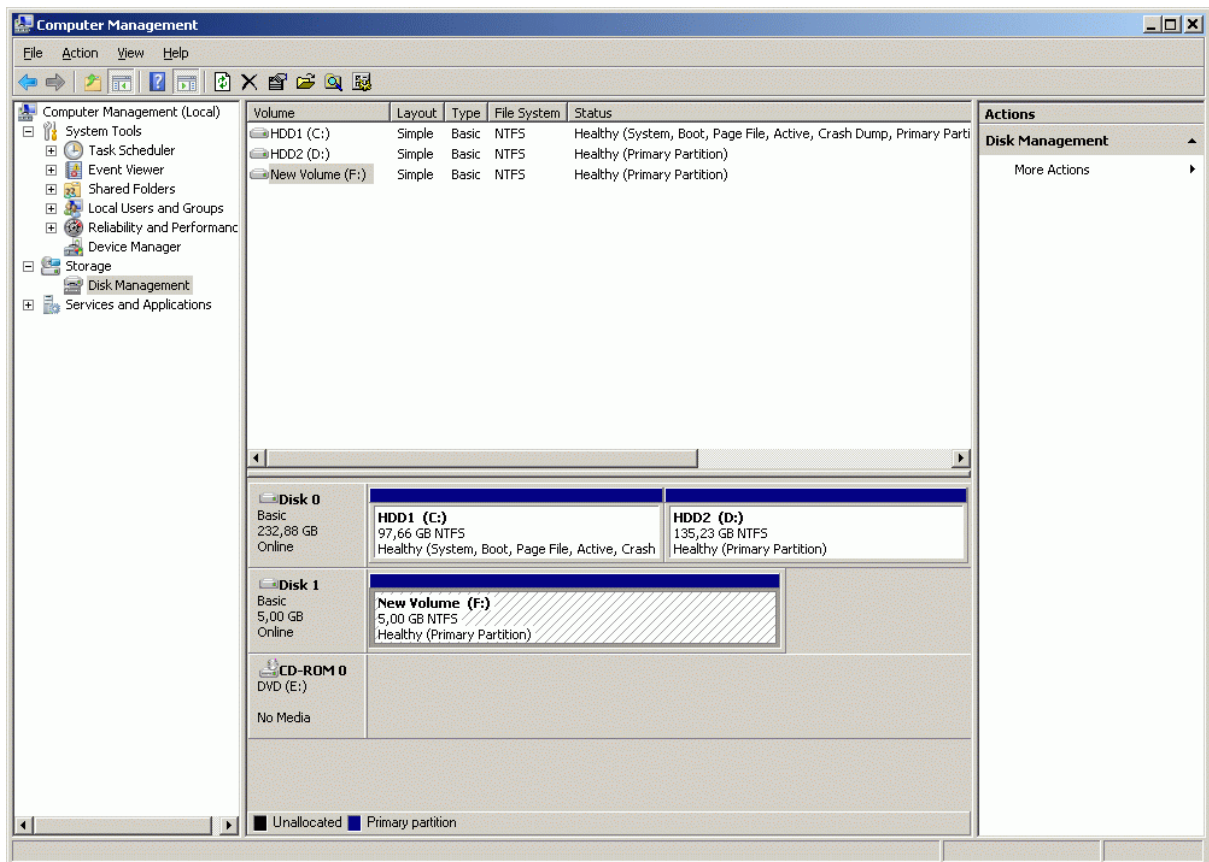 Computer Management
File Action View Help
Computer Management (Local)
System Tools
Task Scheduler
Event Viewer
Shared Folders
Local Users and Groups
Reliability and Performanc
Device Manager
Storage
Disk Management
Services and Applications
Volume Layout Type File System Status
HDD1 (C:) Simple Basic NTFS Healthy (System, Boot, Page File, Active, Crash Dump, Primary Parti
HDD2 (D:) Simple Basic NTFS Healthy (Primary Partition)
New Volume (F:) Simple Basic NTFS Healthy (Primary Partition)
Disk 0
Basic
232,88 GB
Online
HDD1 (C:)
97,66 GB NTFS
Healthy (System, Boot, Page File, Active, Crash
HDD2 (D:)
135,23 GB NTFS
Healthy (Primary Partition)
Disk 1
Basic
5,00 GB
Online
New Volume (F:)
5,00 GB NTFS
Healthy (Primary Partition)
CD-ROM 0
DVD (E:)
No Media
Unallocated Primary partition
Actions
Disk Management
More Actions